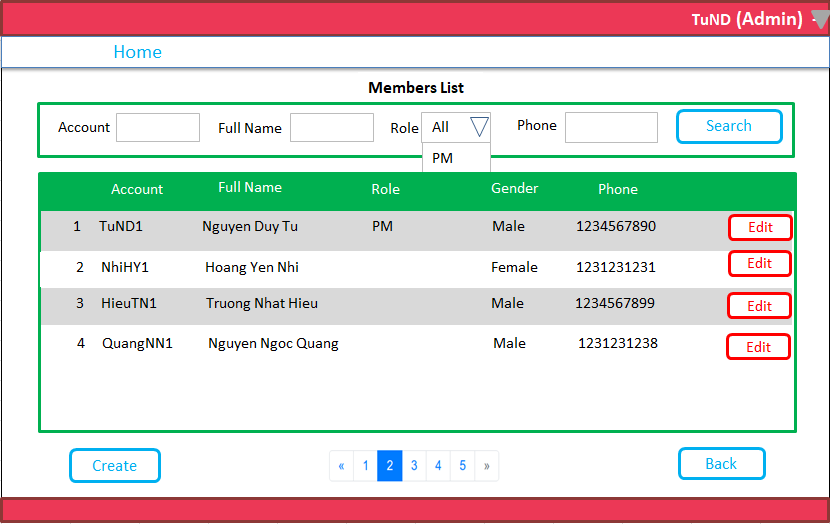 TuND (Admin)
Home
Members List
Account Full Name Role All Phone Search
PM
Account Full Name Role Gender Phone
1 TuND1 Nguyen Duy Tu PM Male 1234567890 Edit
2 NhiHY1 Hoang Yen Nhi Female 1231231231 Edit
3 HieuTN1 Truong Nhat Hieu Male 1234567899 Edit
4 QuangNN1 Nguyen Ngoc Quang Male 1231231238 Edit
Create « 1 2 3 4 5 » Back